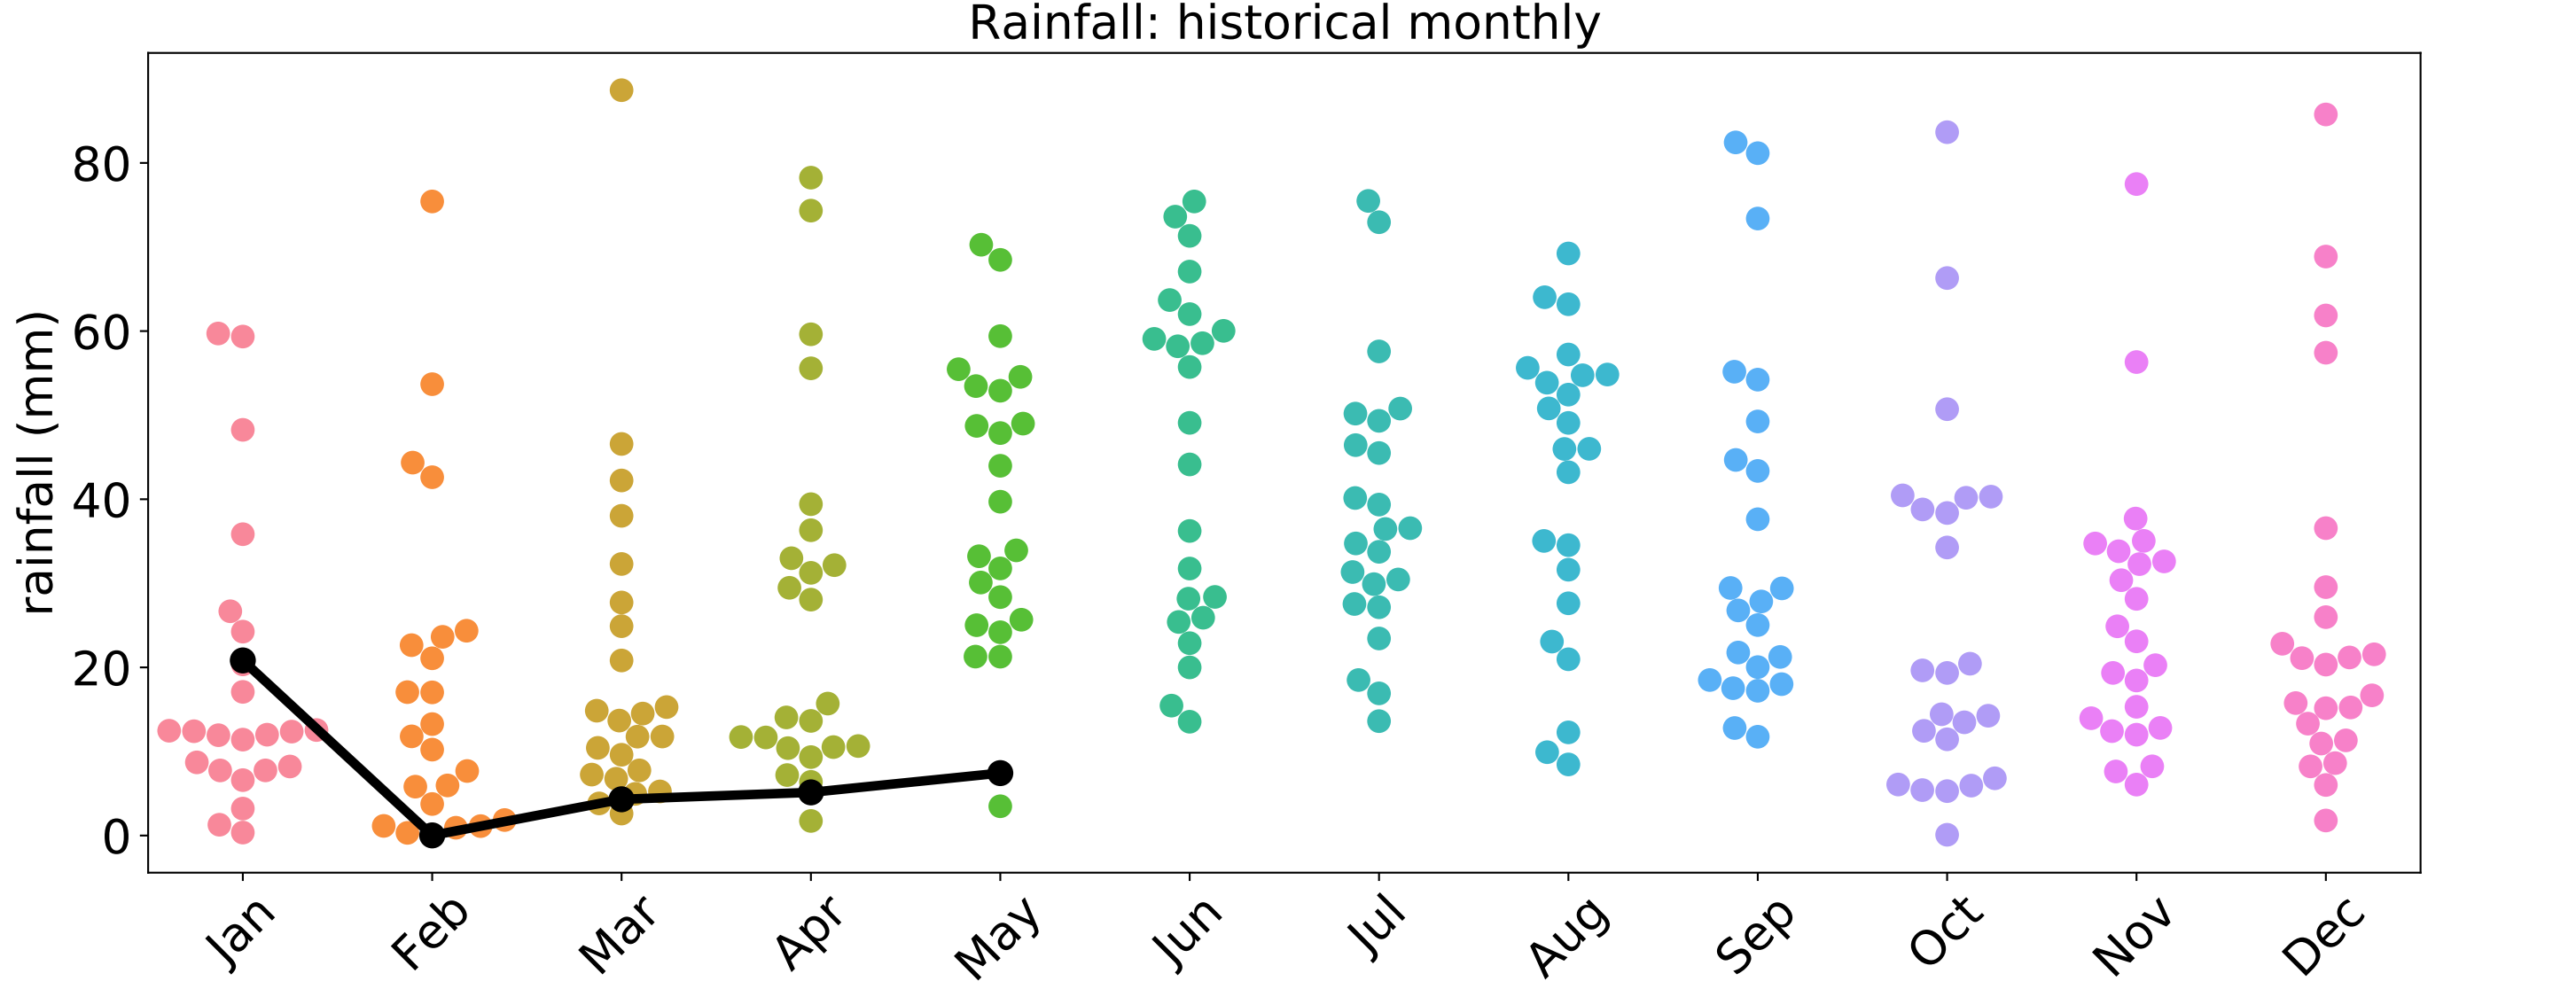 Rainfall: historical monthly
rainfall (mm)
80
60
40
20
0
Jan
Feb
Mar
Apr
May
Jun
Jul
Aug
Sep
Oct
Nov
Dec